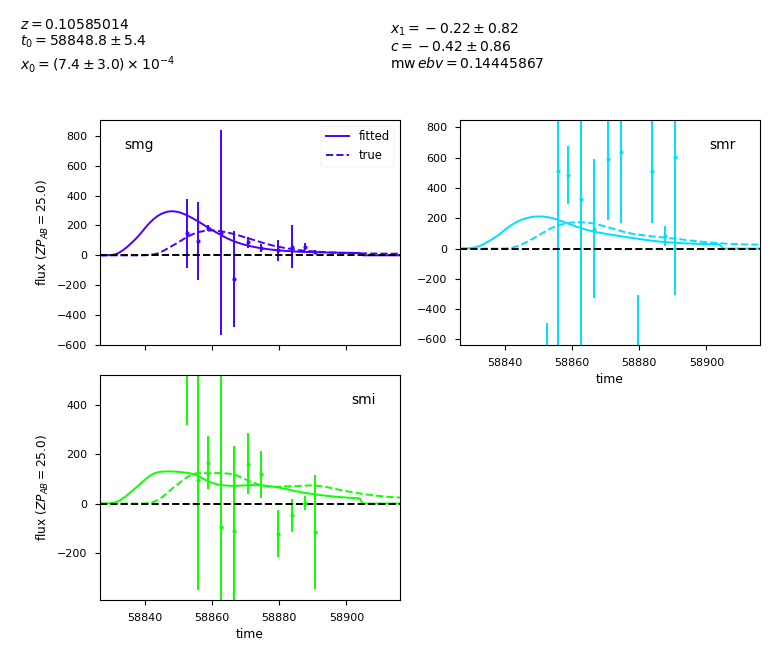 z = 0.10585014
t₀ = 58848.8 ± 5.4
x₀ = (7.4 ± 3.0) × 10⁻⁴
x₁ = −0.22 ± 0.82
c = −0.42 ± 0.86
mw ebv = 0.14445867
smg
fitted
true
800
600
400
200
0
−200
−400
−600
flux (ZP_AB = 25.0)
smr
800
600
400
200
0
−200
−400
−600
58840 58860 58880 58900
time
smi
400
200
0
−200
flux (ZP_AB = 25.0)
58840 58860 58880 58900
time